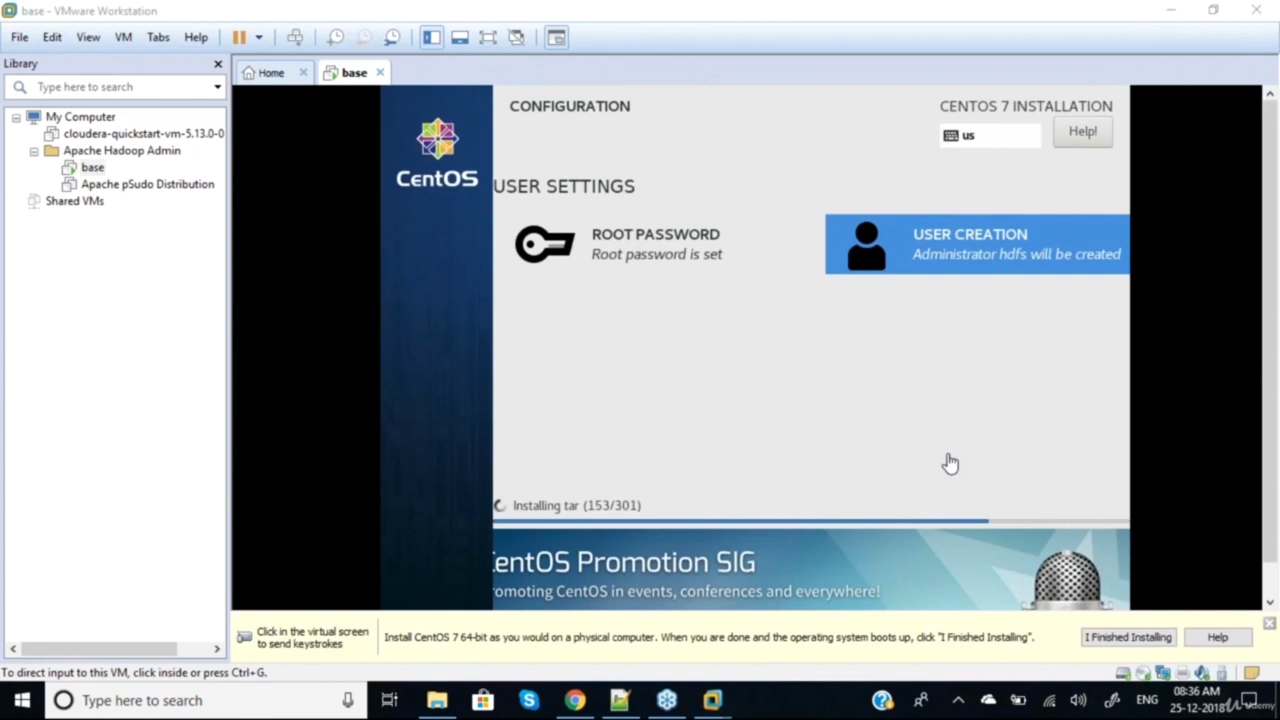 base - VMware Workstation
File Edit View VM Tabs Help
Library
Type here to search
My Computer
cloudera-quickstart-vm-5.13.0-0
Apache Hadoop Admin
base
Apache pSudo Distribution
Shared VMs
Home
base
CentOS
CONFIGURATION
CENTOS 7 INSTALLATION
us
Help!
USER SETTINGS
ROOT PASSWORD
Root password is set
USER CREATION
Administrator hdfs will be created
Installing tar (153/301)
CentOS Promotion SIG
romoting CentOS in events, conferences and everywhere!
Click in the virtual screen
to send keystrokes
Install CentOS 7 64-bit as you would on a physical computer. When you are done and the operating system boots up, click "I Finished Installing".
I Finished Installing
Help
To direct input to this VM, click inside or press Ctrl+G.
Type here to search
ENG
08:36 AM
25-12-2018
Udemy